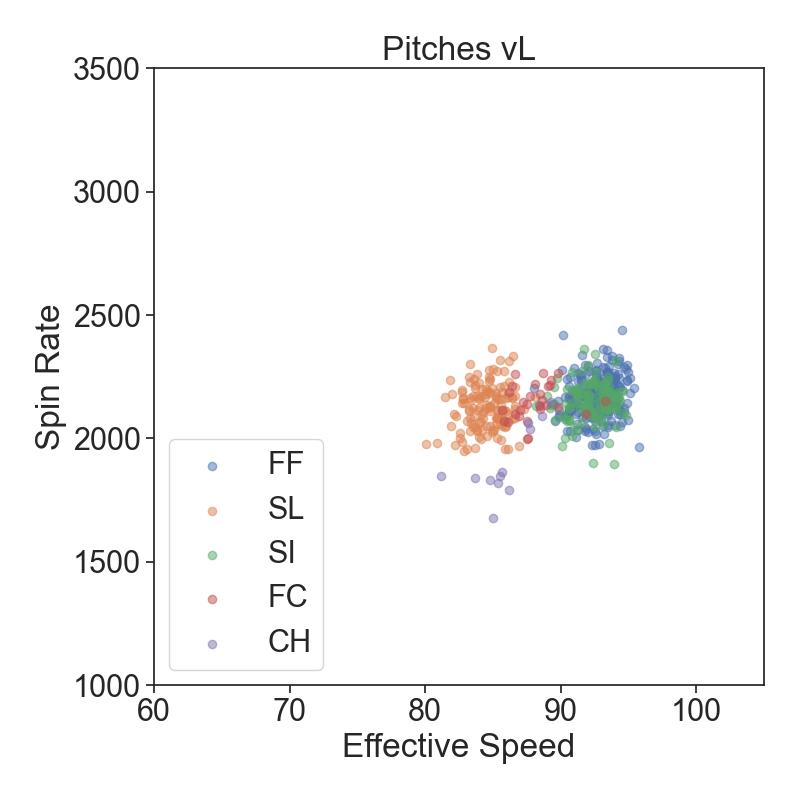 Pitches vL
3500
3000
2500
2000
1500
1000
Spin Rate
FF
SL
SI
FC
CH
60 70 80 90 100
Effective Speed